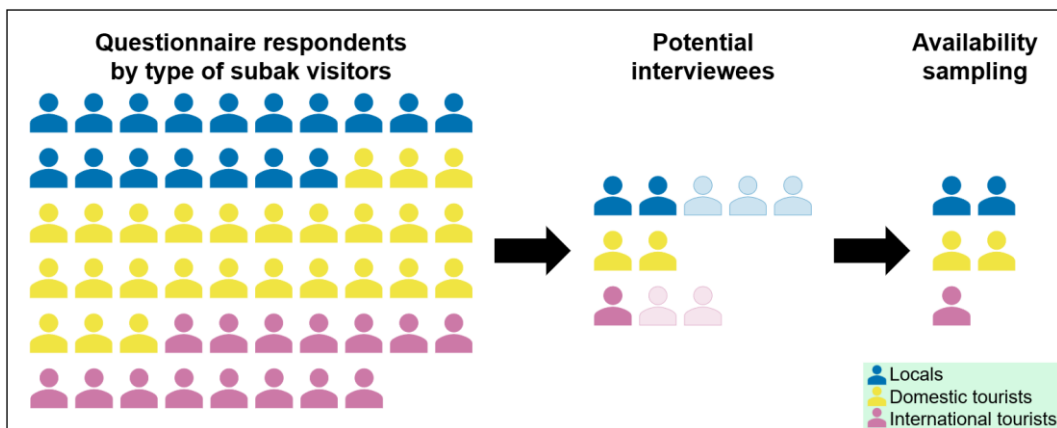 Questionnaire respondents
by type of subak visitors
Potential
interviewees
Availability
sampling
Locals
Domestic tourists
International tourists